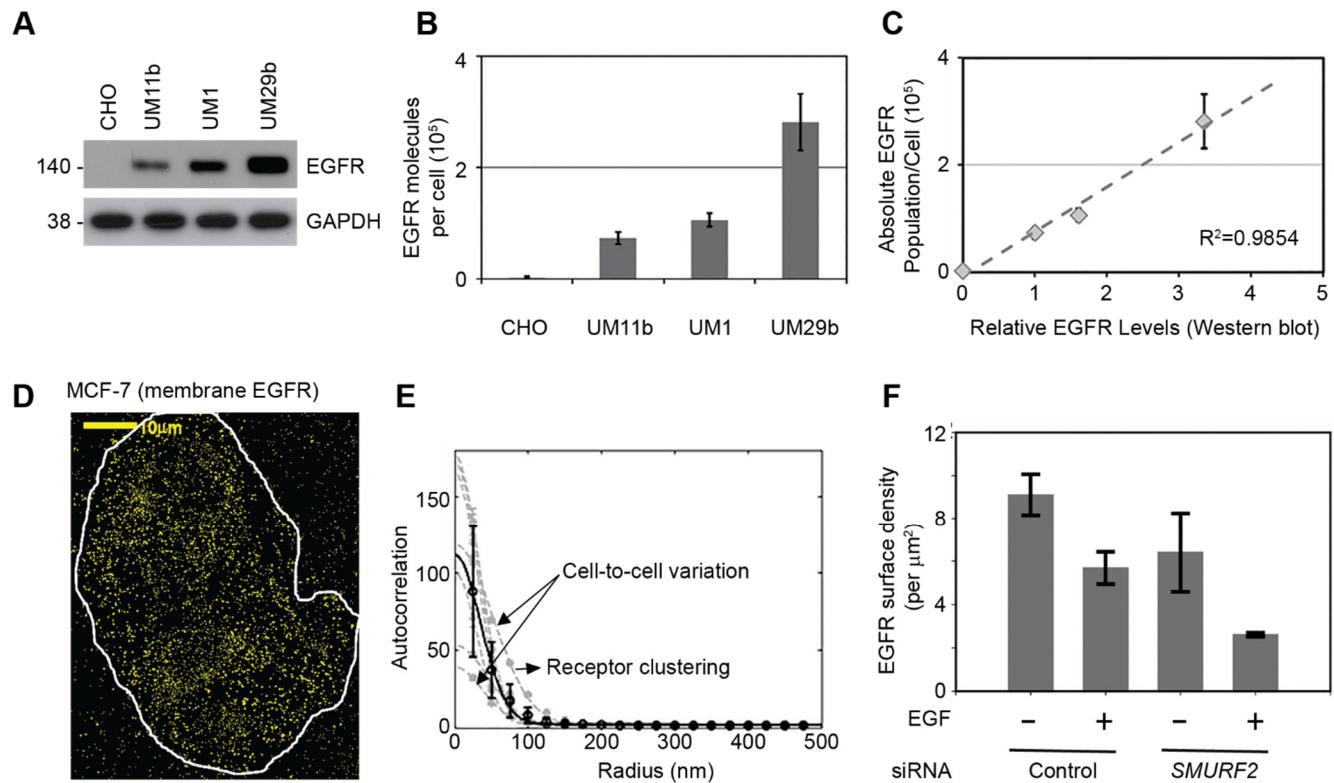 A
CHO
UM11b
UM1
UM29b
140 -
EGFR
38 -
GAPDH
B
EGFR molecules
per cell (10⁵)
4
2
0
CHO UM11b UM1 UM29b
C
Absolute EGFR
Population/Cell (10⁵)
4
2
0
R²=0.9854
0 1 2 3 4 5
Relative EGFR Levels (Western blot)
D
MCF-7 (membrane EGFR)
10μm
E
Autocorrelation
150
100
50
0
Cell-to-cell variation
Receptor clustering
0 100 200 300 400 500
Radius (nm)
F
EGFR surface density
(per μm²)
12
8
4
0
EGF − + − +
siRNA Control SMURF2